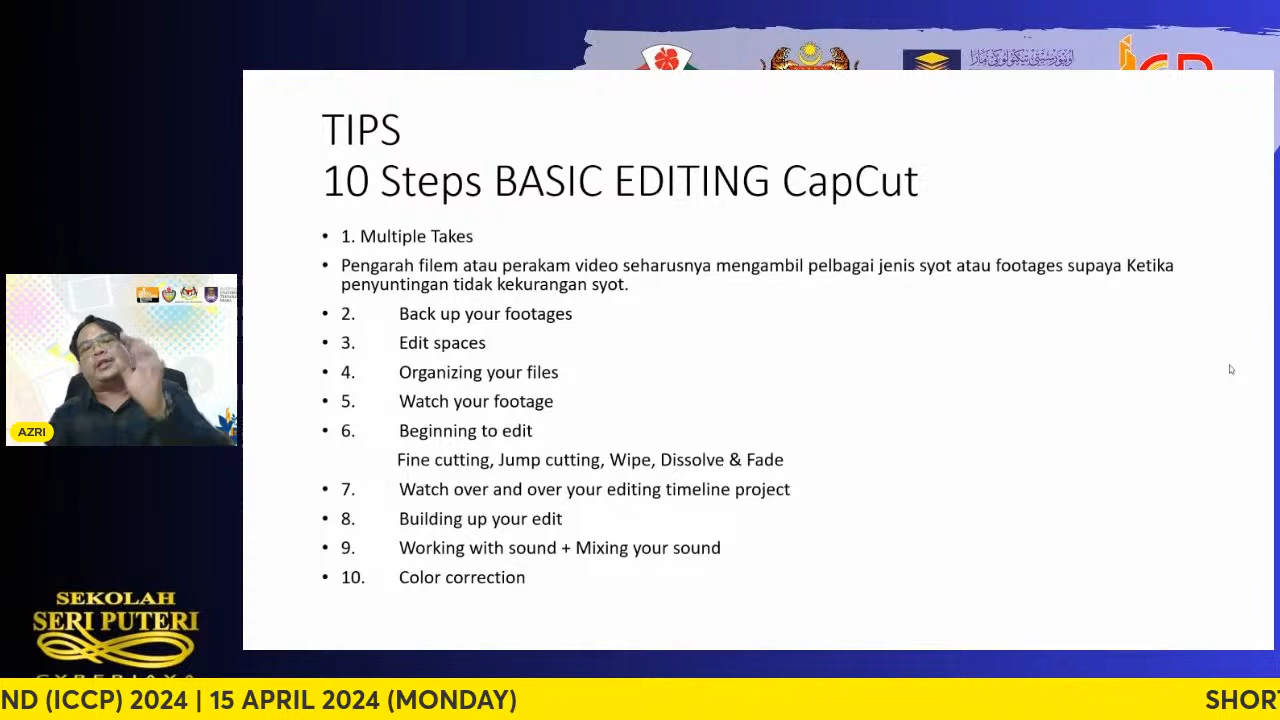 TIPS
10 Steps BASIC EDITING CapCut
• 1. Multiple Takes
• Pengarah filem atau perakam video seharusnya mengambil pelbagai jenis syot atau footages supaya Ketika
penyuntingan tidak kekurangan syot.
• 2. Back up your footages
• 3. Edit spaces
• 4. Organizing your files
• 5. Watch your footage
• 6. Beginning to edit
Fine cutting, Jump cutting, Wipe, Dissolve & Fade
• 7. Watch over and over your editing timeline project
• 8. Building up your edit
• 9. Working with sound + Mixing your sound
• 10. Color correction
AZRI
SEKOLAH
SERI PUTERI
ND (ICCP) 2024 | 15 APRIL 2024 (MONDAY)
SHORT